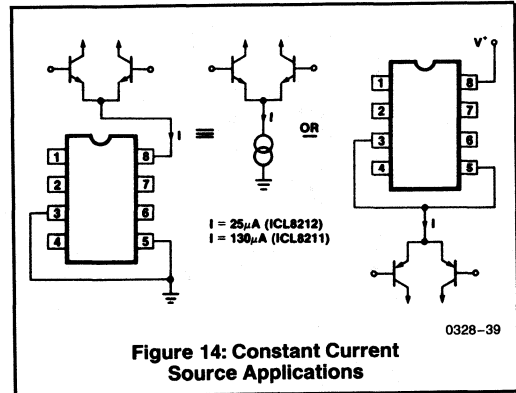 1
2
3
4
8
7
6
5
I
I
OR
I = 25µA (ICL8212)
I = 130µA (ICL8211)
V+
1
2
3
4
8
7
6
5
I
0328–39
Figure 14: Constant Current
Source Applications